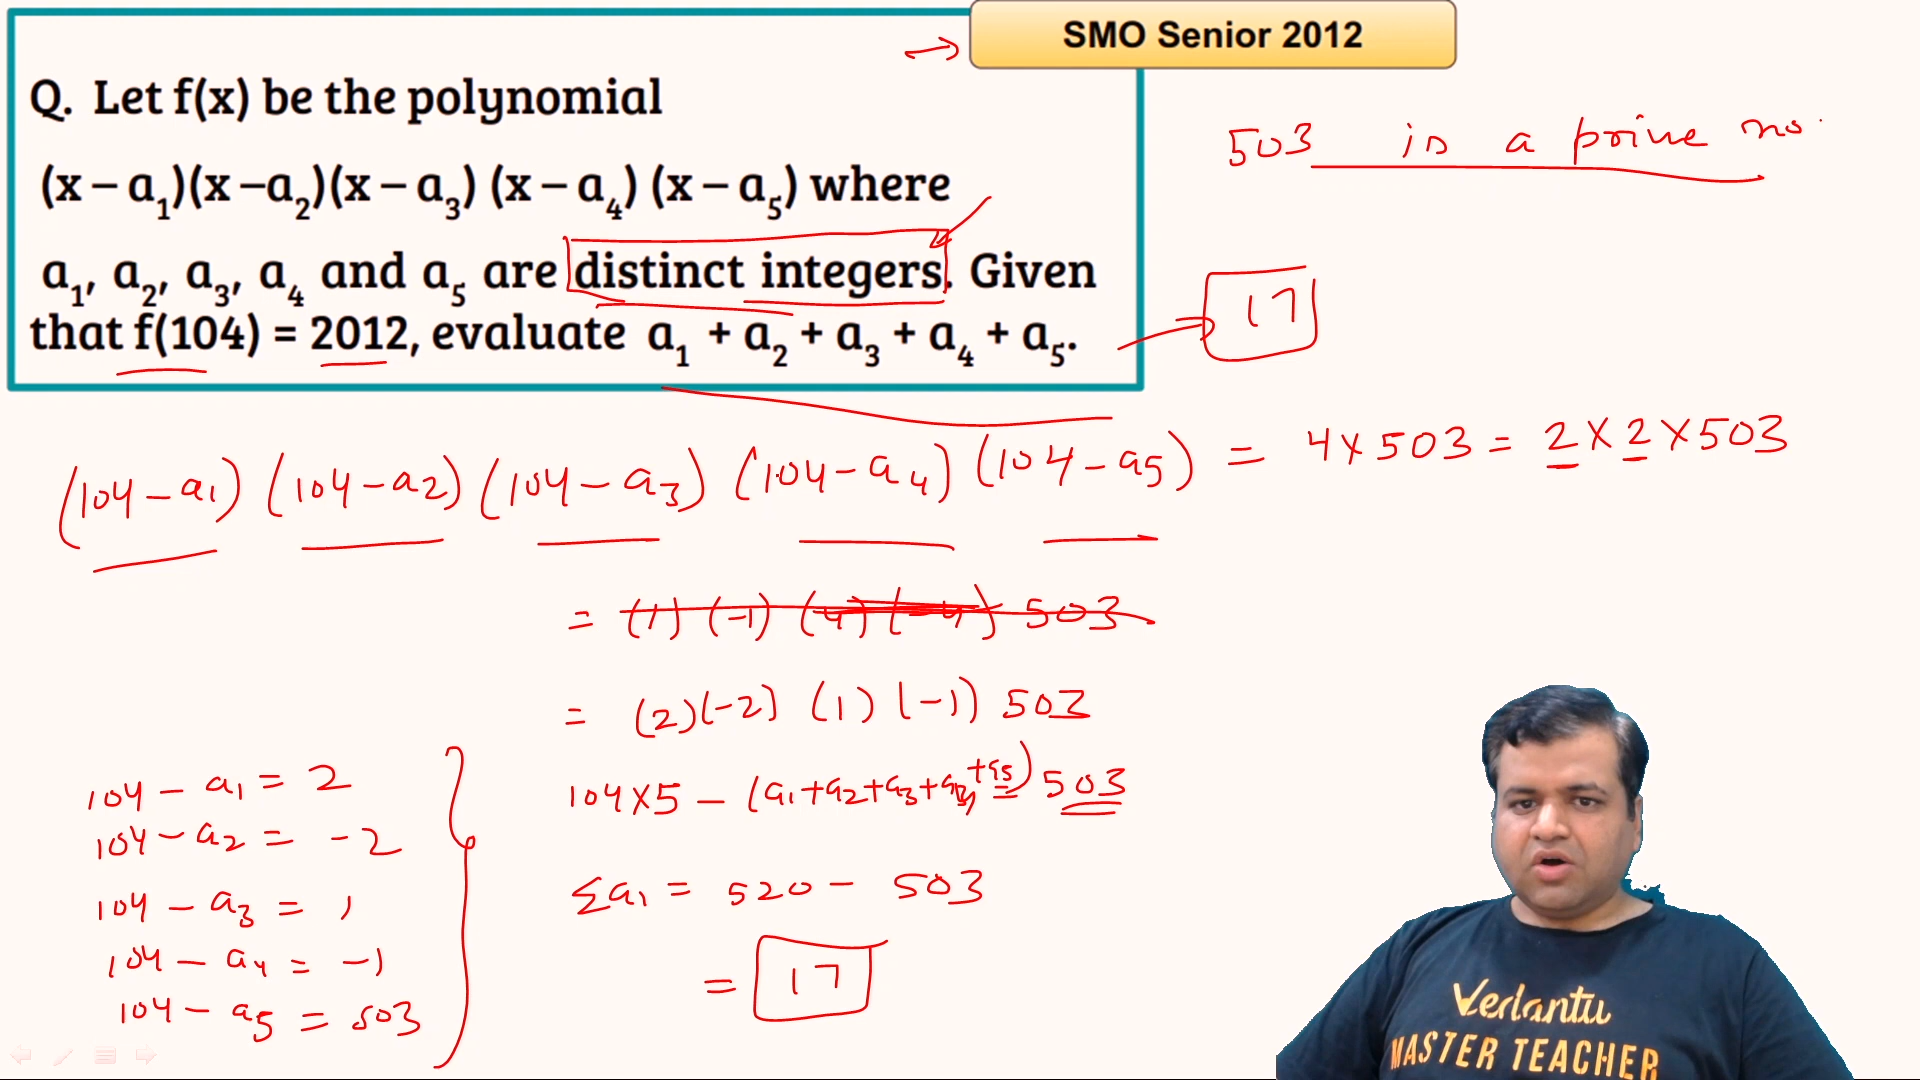 SMO Senior 2012
Q. Let f(x) be the polynomial
(x – a₁)(x –a₂)(x – a₃) (x – a₄) (x – a₅) where
a₁, a₂, a₃, a₄ and a₅ are distinct integers. Given
that f(104) = 2012, evaluate a₁ + a₂ + a₃ + a₄ + a₅.
503 is a prime no.
17
(104 – a₁) (104 – a₂) (104 – a₃) (104 – a₄) (104 – a₅) = 4×503 = 2×2×503
= (1) (-1) (4) (-4) 503
= (2)(-2) (1) (-1) 503
104×5 – (a₁+a₂+a₃+a₄+a₅) 503
Σa₁ = 520 – 503
= 17
104 – a₁ = 2
104 – a₂ = -2
104 – a₃ = 1
104 – a₄ = -1
104 – a₅ = 503
Vedantu
MASTER TEACHER